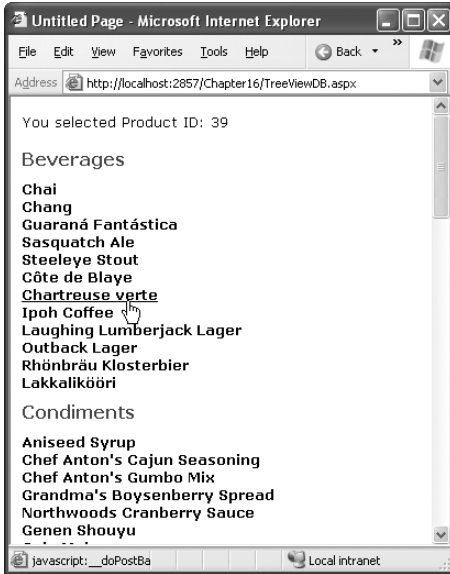 Untitled Page - Microsoft Internet Explorer
File Edit View Favorites Tools Help Back »
Address http://localhost:2857/Chapter16/TreeViewDB.aspx
You selected Product ID: 39
Beverages
Chai
Chang
Guaraná Fantástica
Sasquatch Ale
Steeleye Stout
Côte de Blaye
Chartreuse verte
Ipoh Coffee
Laughing Lumberjack Lager
Outback Lager
Rhönbräu Klosterbier
Lakkalikööri
Condiments
Aniseed Syrup
Chef Anton's Cajun Seasoning
Chef Anton's Gumbo Mix
Grandma's Boysenberry Spread
Northwoods Cranberry Sauce
Genen Shouyu
javascript:__doPostBa Local intranet